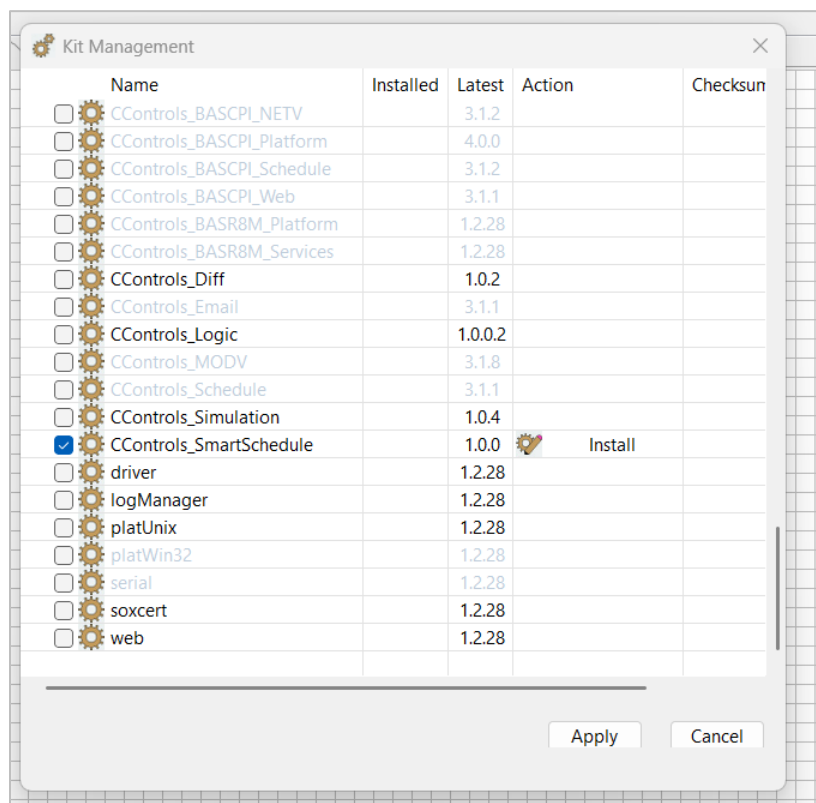 Kit Management
Name Installed Latest Action Checksum
CControls_BASCPI_NETV 3.1.2
CControls_BASCPI_Platform 4.0.0
CControls_BASCPI_Schedule 3.1.2
CControls_BASCPI_Web 3.1.1
CControls_BASR8M_Platform 1.2.28
CControls_BASR8M_Services 1.2.28
CControls_Diff 1.0.2
CControls_Email 3.1.1
CControls_Logic 1.0.0.2
CControls_MODV 3.1.8
CControls_Schedule 3.1.1
CControls_Simulation 1.0.4
CControls_SmartSchedule 1.0.0 Install
driver 1.2.28
logManager 1.2.28
platUnix 1.2.28
platWin32 1.2.28
serial 1.2.28
soxcert 1.2.28
web 1.2.28
Apply Cancel